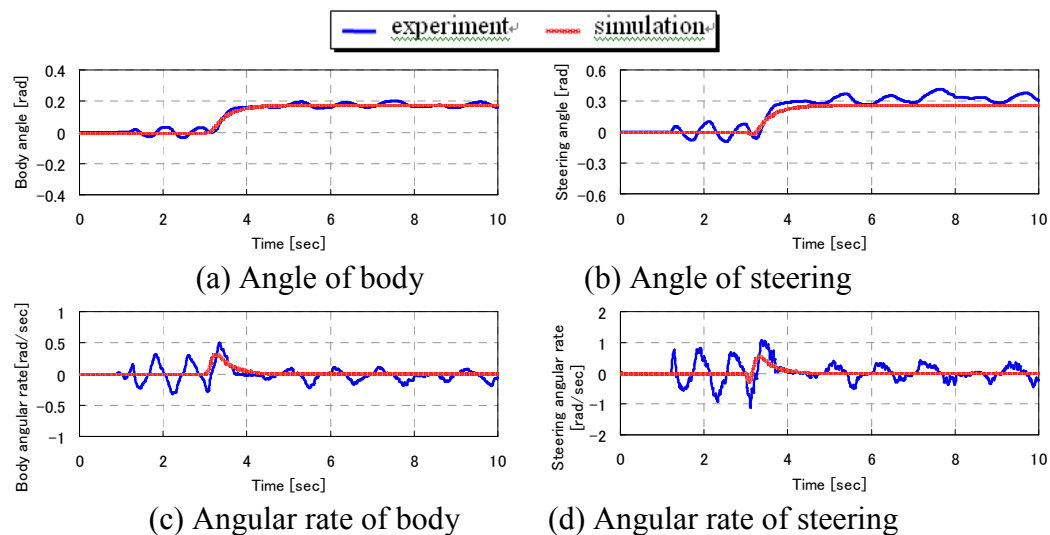 experiment simulation
Body angle [rad]
0.4
0.2
0
-0.2
-0.4
0 2 4 6 8 10
Time [sec]
(a) Angle of body
Steering angle [rad]
0.6
0.3
0
-0.3
-0.6
0 2 4 6 8 10
Time [sec]
(b) Angle of steering
Body angular rate[rad/sec]
1
0.5
0
-0.5
-1
0 2 4 6 8 10
Time [sec]
(c) Angular rate of body
Steering angular rate
[rad/sec]
2
1
0
-1
-2
0 2 4 6 8 10
Time [sec]
(d) Angular rate of steering